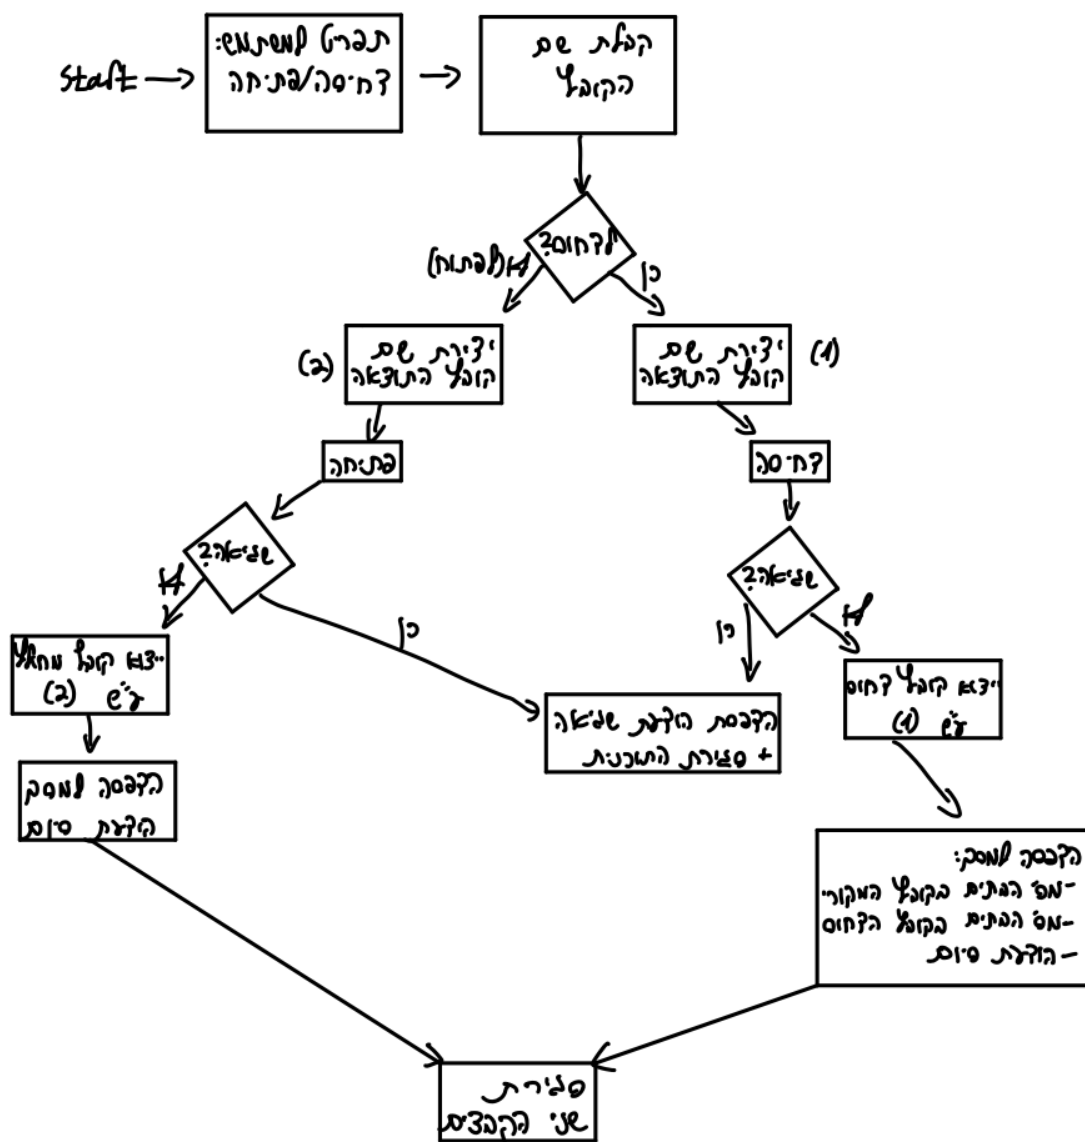 Start
תפריט למשתמש:
דחיסה/פתיחה
קבלת שם
הקובץ
לדחוס?
לא (לפתוח)
כן
(2)
יצירת שם
קובץ התוצאה
יצירת שם
קובץ התוצאה
(1)
פתיחה
דחיסה
שגיאה?
שגיאה?
לא
כן
כן
לא
ייצוא קובץ מחולץ
ע"ש (2)
הדפסת הודעת שגיאה
+ סגירת התוכנית
ייצוא קובץ דחוס
ע"ש (1)
הדפסה למסך
הודעת סיום
הדפסה למסך:
-מס' הבתים בקובץ המקורי
-מס' הבתים בקובץ הדחוס
-הודעת סיום
סגירת
שני הקבצים